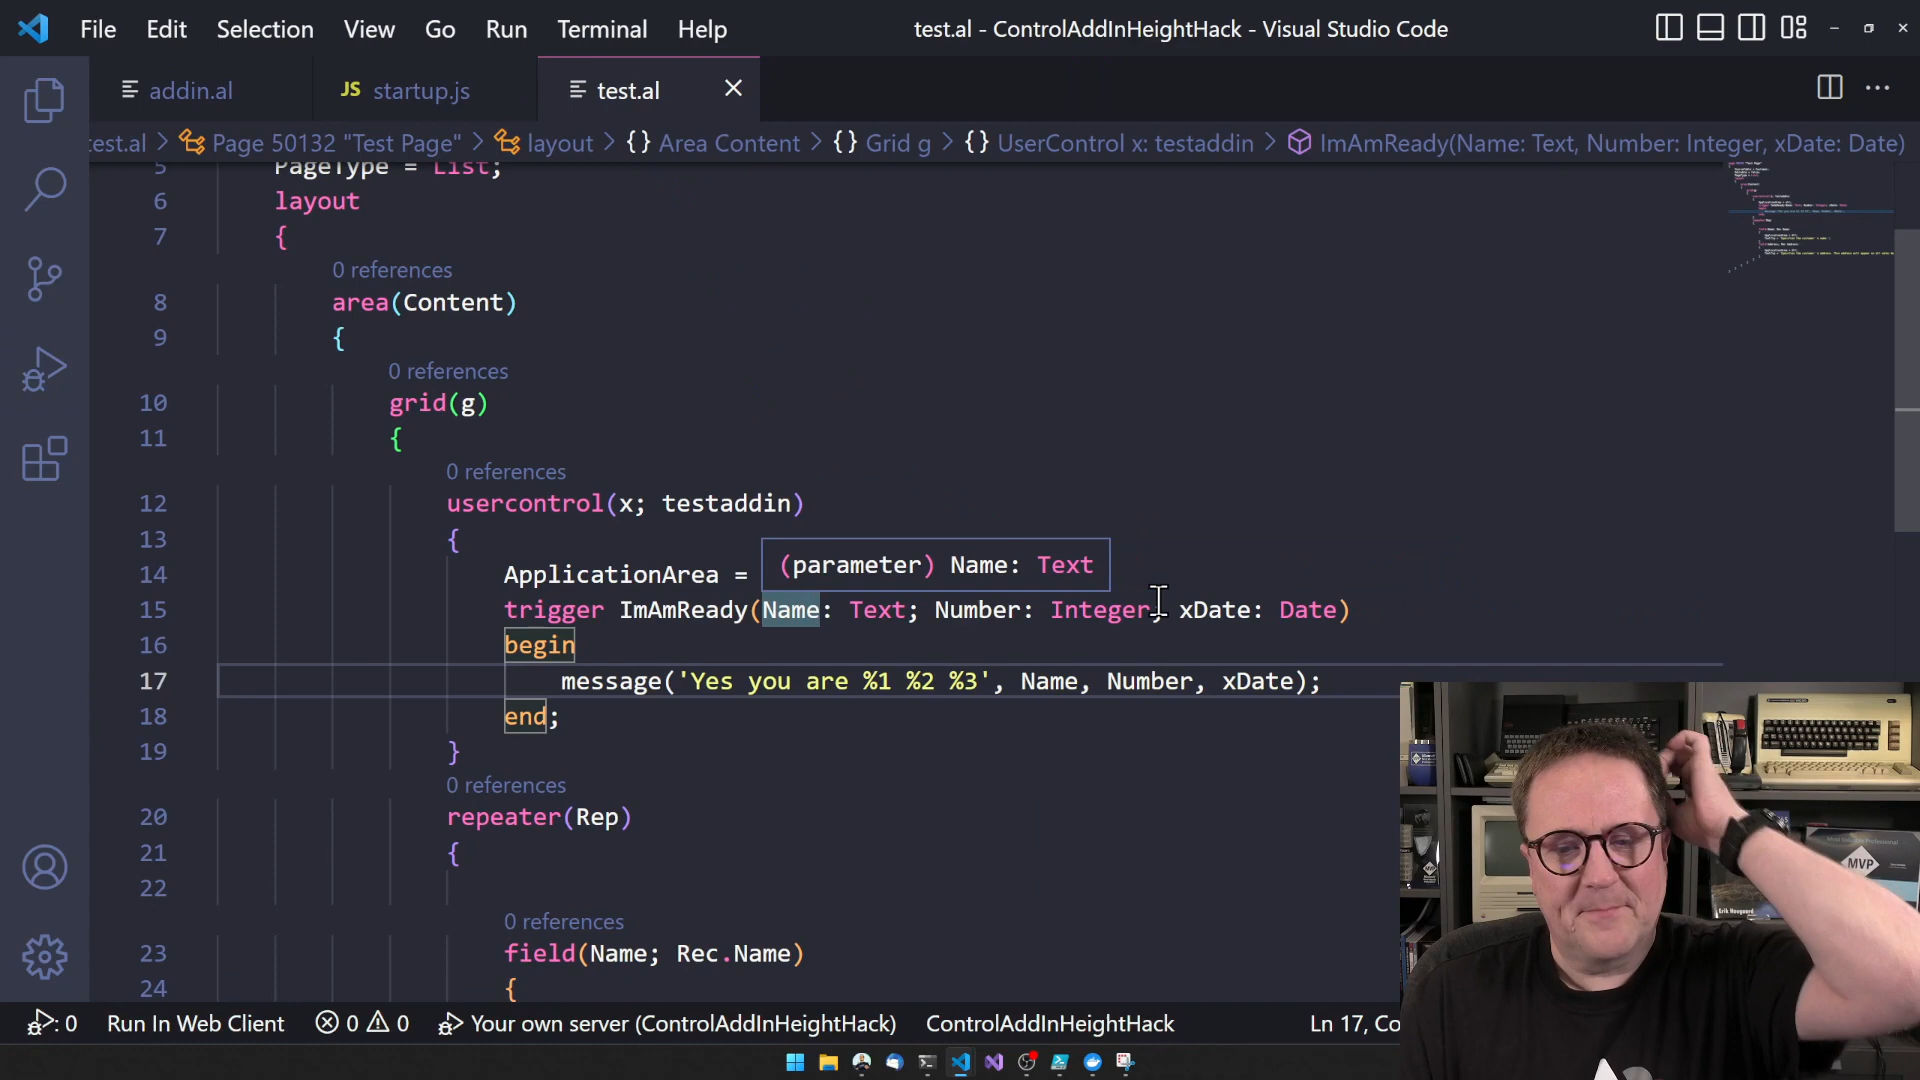 File Edit Selection View Go Run Terminal Help test.al - ControlAddInHeightHack - Visual Studio Code
addin.al JS startup.js test.al
test.al > Page 50132 "Test Page" > layout > {} Area Content > {} Grid g > {} UserControl x: testaddin > ImAmReady(Name: Text, Number: Integer, xDate: Date)
5 PageType = List;
6 layout
7 {
0 references
8 area(Content)
9 {
0 references
10 grid(g)
11 {
0 references
12 usercontrol(x; testaddin)
13 {
(parameter) Name: Text
14 ApplicationArea =
15 trigger ImAmReady(Name: Text; Number: Integer; xDate: Date)
16 begin
17 message('Yes you are %1 %2 %3', Name, Number, xDate);
18 end;
19 }
0 references
20 repeater(Rep)
21 {
22
0 references
23 field(Name; Rec.Name)
24 {
MVP
Erik Hougaard
: 0 Run In Web Client 0 0 Your own server (ControlAddInHeightHack) ControlAddInHeightHack Ln 17, Co